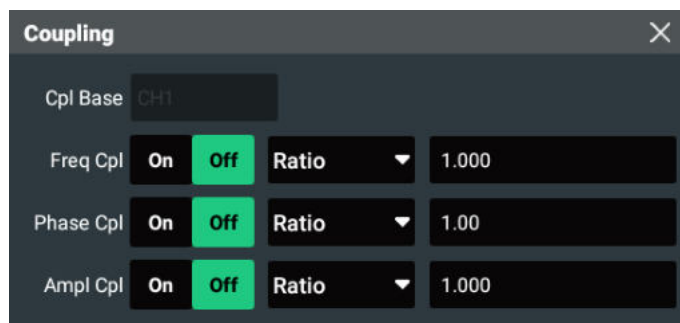 Coupling
Cpl Base CH1
Freq Cpl On Off Ratio 1.000
Phase Cpl On Off Ratio 1.00
Ampl Cpl On Off Ratio 1.000